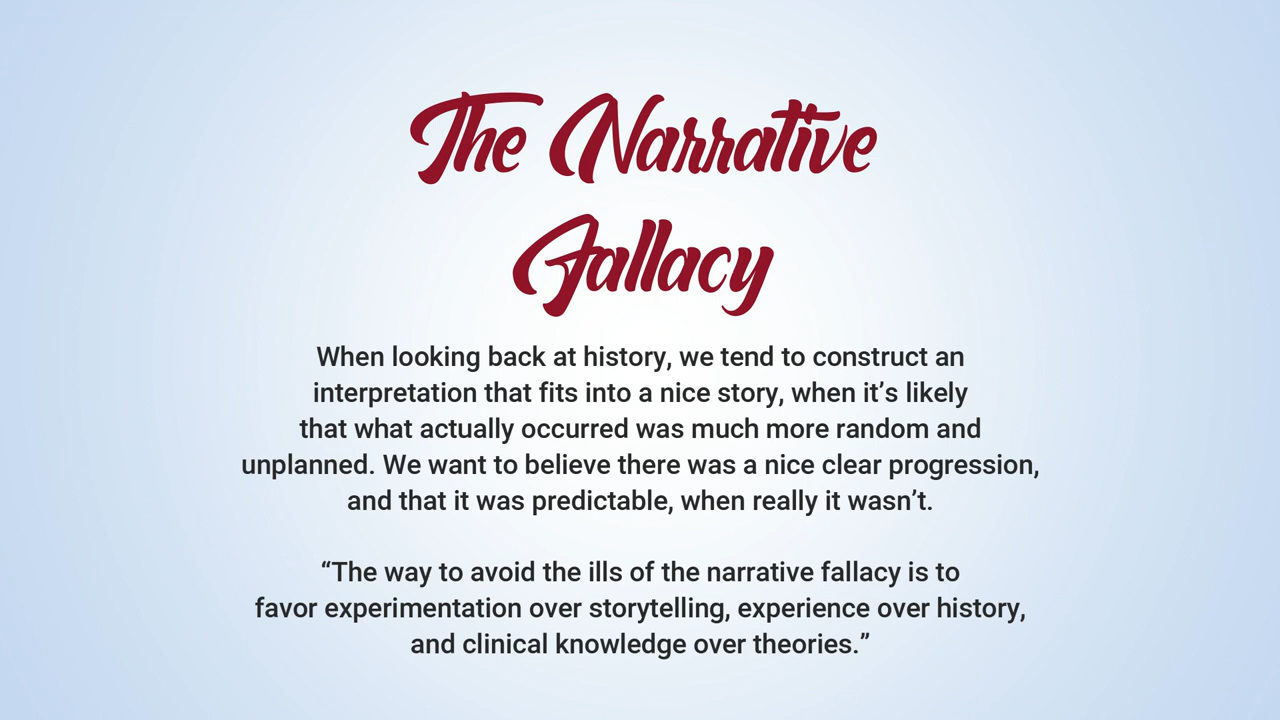 The Narrative
Fallacy
When looking back at history, we tend to construct an
interpretation that fits into a nice story, when it’s likely
that what actually occurred was much more random and
unplanned. We want to believe there was a nice clear progression,
and that it was predictable, when really it wasn’t.
“The way to avoid the ills of the narrative fallacy is to
favor experimentation over storytelling, experience over history,
and clinical knowledge over theories.”